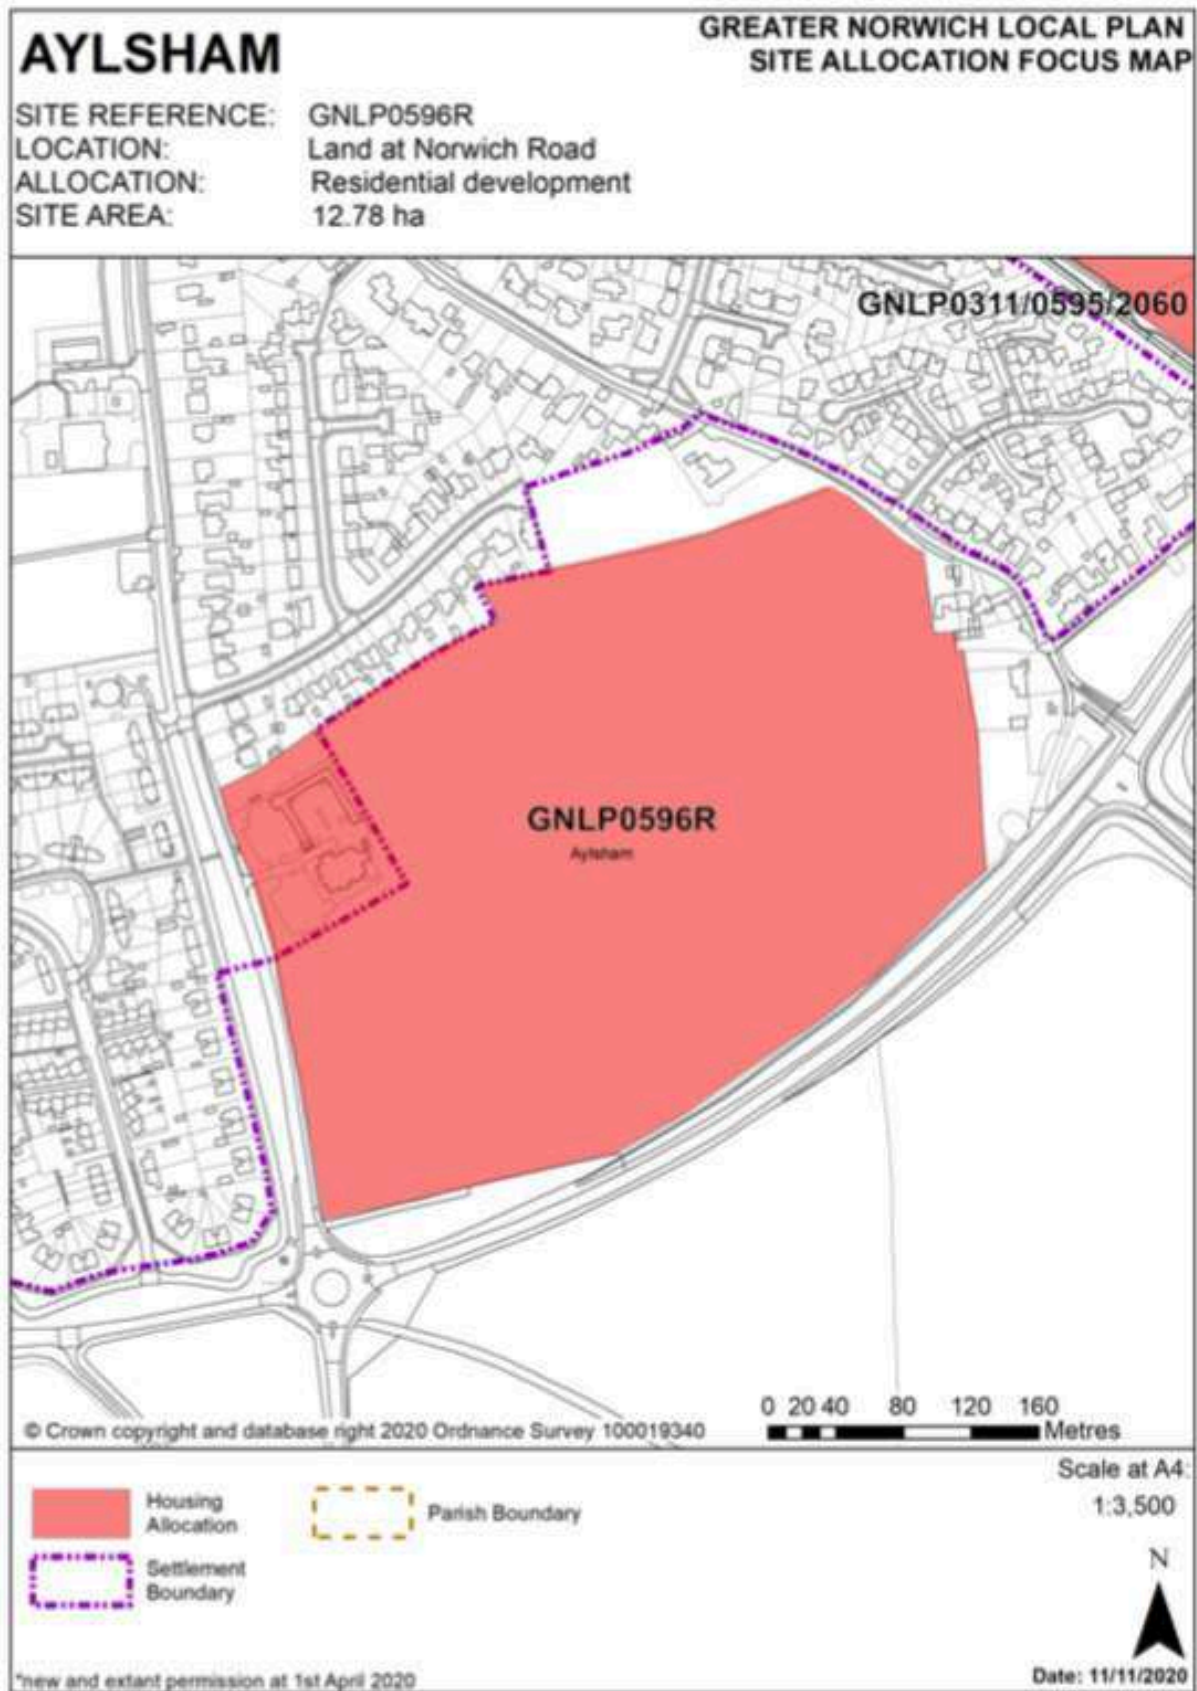 AYLSHAM
GREATER NORWICH LOCAL PLAN
SITE ALLOCATION FOCUS MAP
SITE REFERENCE: GNLP0596R
LOCATION: Land at Norwich Road
ALLOCATION: Residential development
SITE AREA: 12.78 ha
GNLP0311/0595/2060
GNLP0596R
Aylsham
0 20 40 80 120 160
Metres
© Crown copyright and database right 2020 Ordnance Survey 100019340
Housing
Allocation
Parish Boundary
Settlement
Boundary
Scale at A4:
1:3,500
N
*new and extant permission at 1st April 2020
Date: 11/11/2020